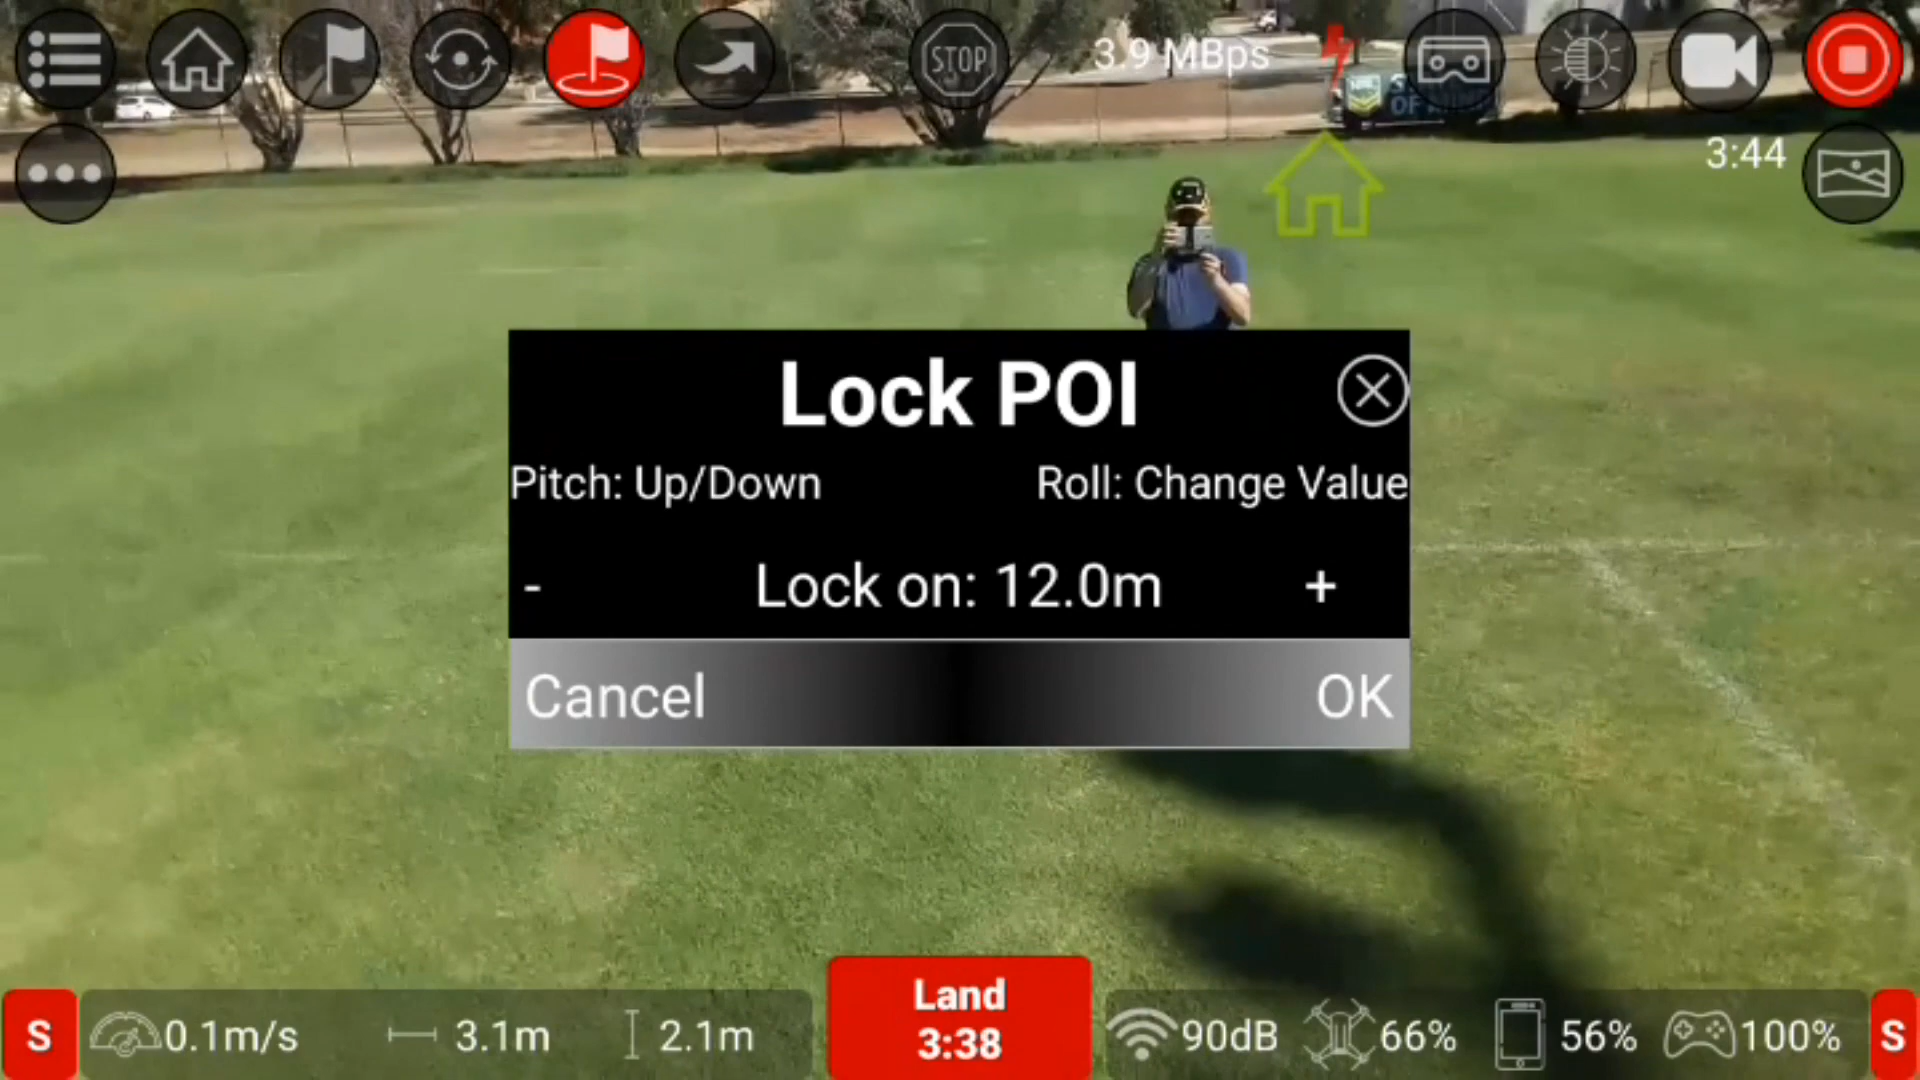 STOP
3.9 MBps
3:44
Lock POI
Pitch: Up/Down
Roll: Change Value
- Lock on: 12.0m +
Cancel
OK
S
0.1m/s
3.1m
2.1m
Land
3:38
90dB
66%
56%
100%
S